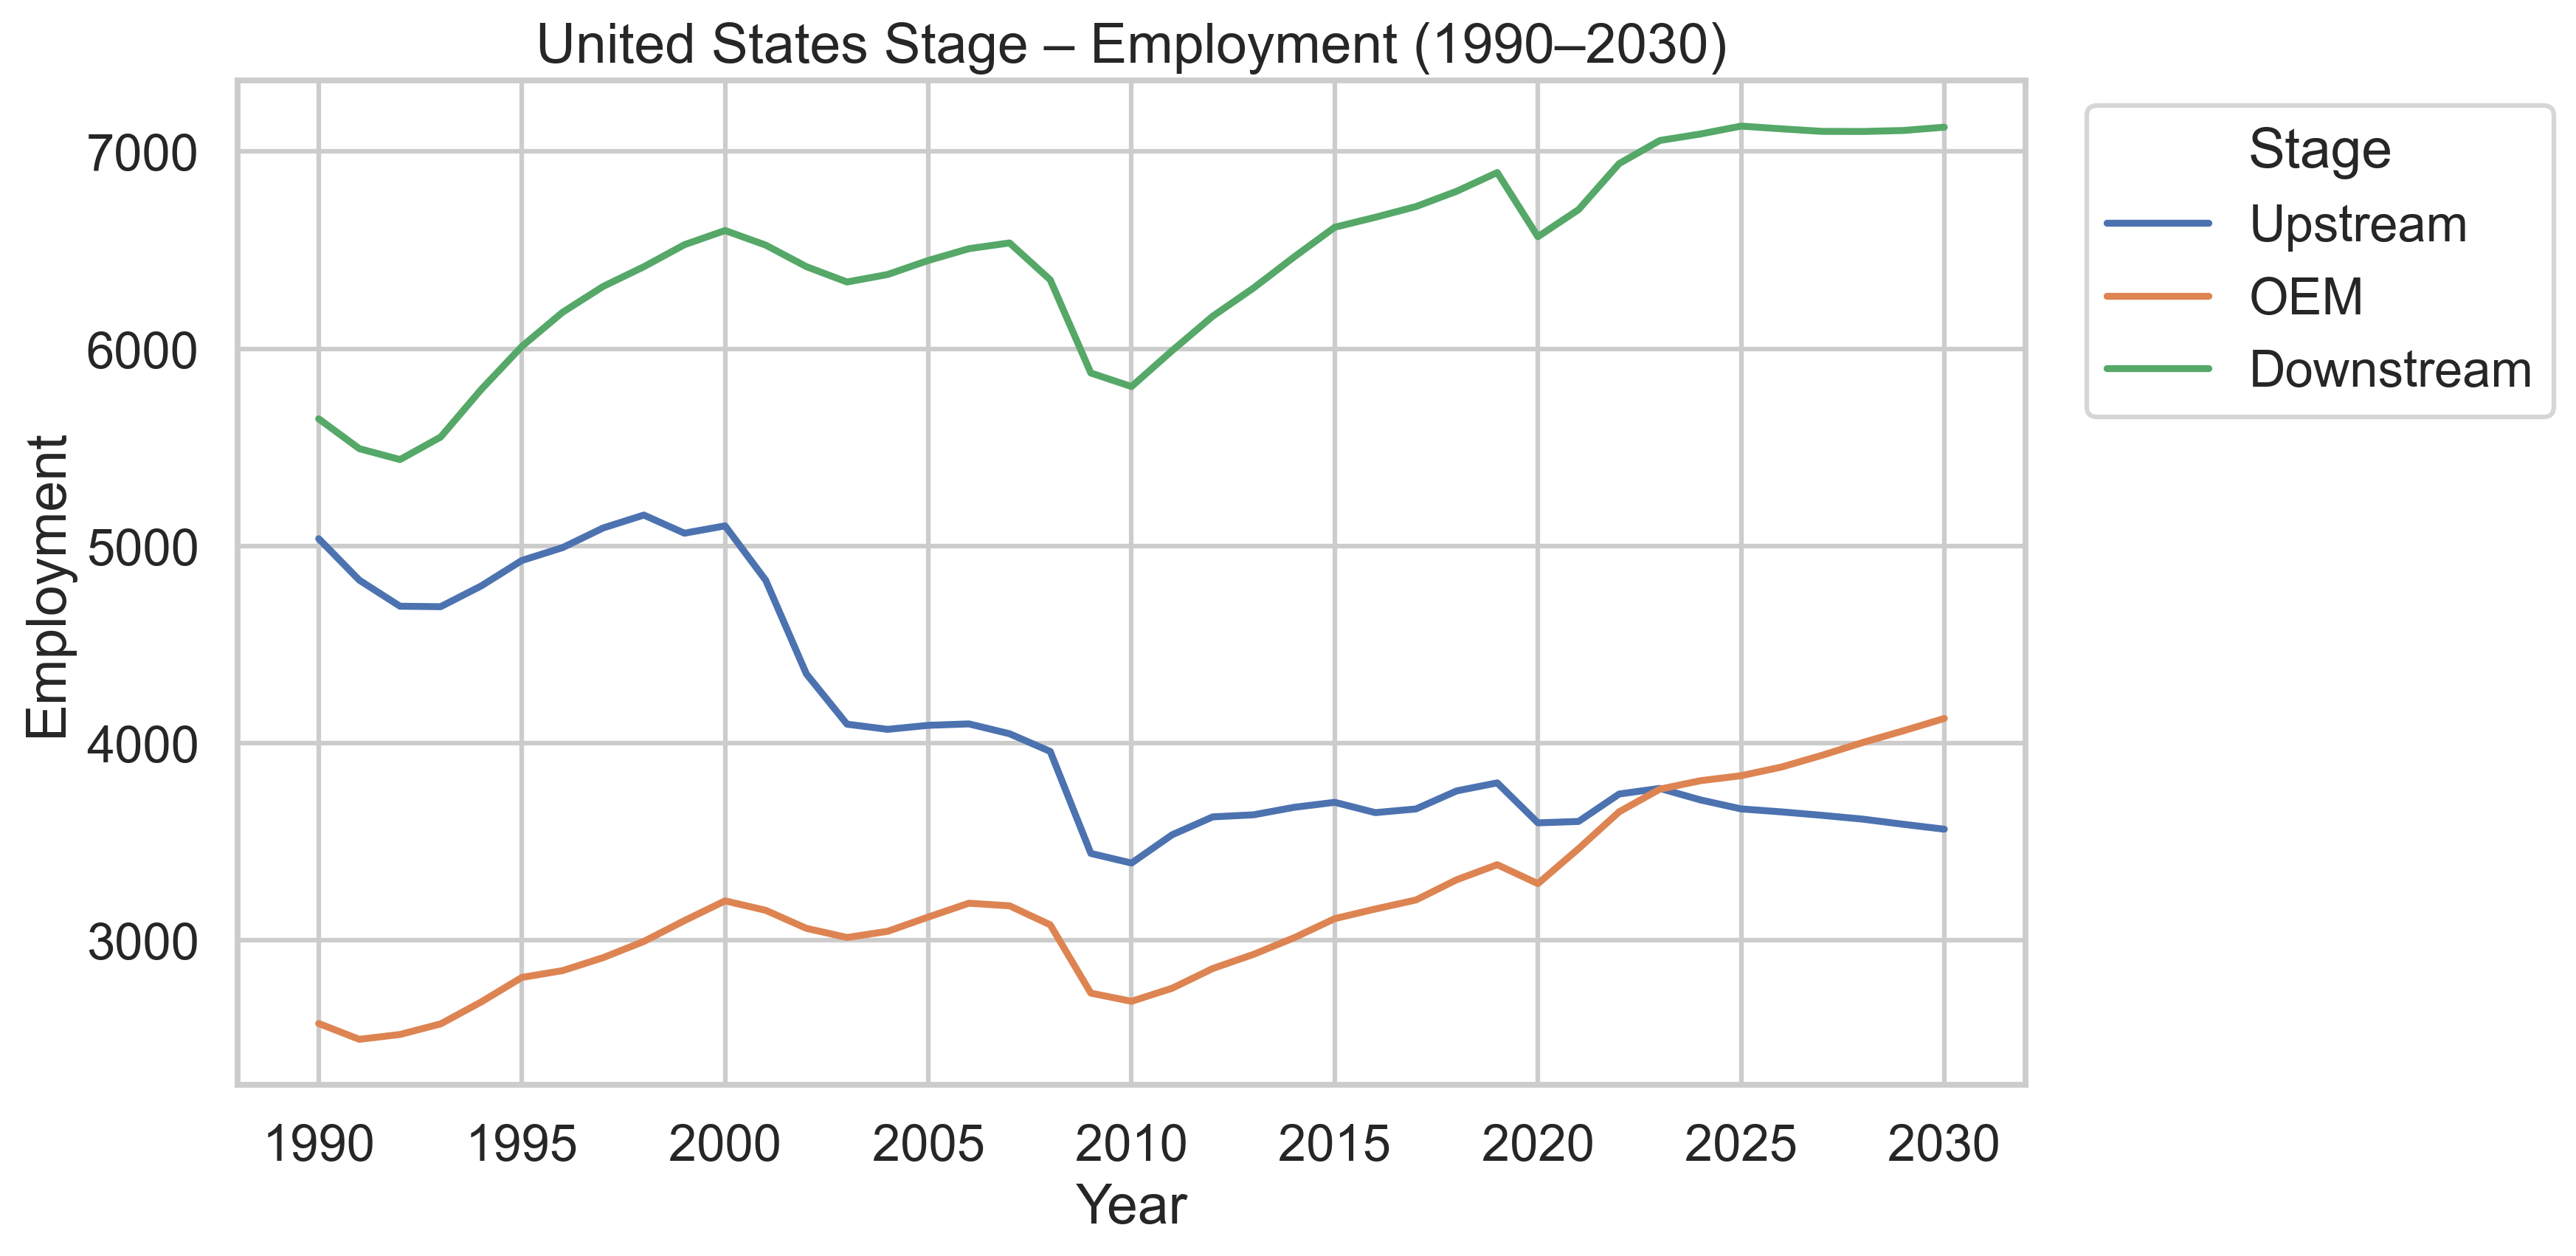 United States Stage – Employment (1990–2030)
7000
6000
5000
4000
3000
Employment
1990 1995 2000 2005 2010 2015 2020 2025 2030
Year
Stage
Upstream
OEM
Downstream